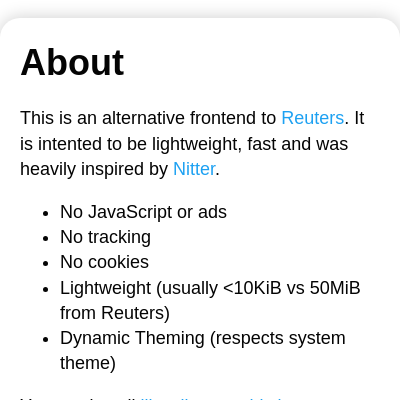 About
This is an alternative frontend to Reuters. It
is intented to be lightweight, fast and was
heavily inspired by Nitter.
No JavaScript or ads
No tracking
No cookies
Lightweight (usually <10KiB vs 50MiB
from Reuters)
Dynamic Theming (respects system
theme)